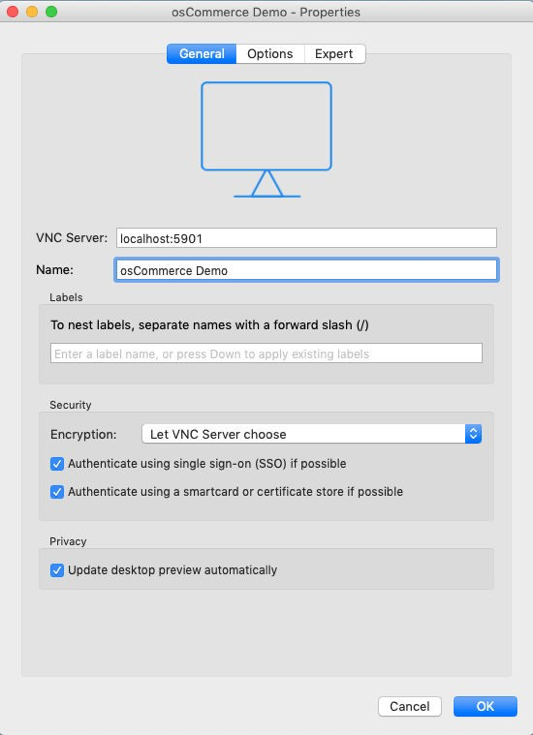 osCommerce Demo - Properties
General Options Expert
VNC Server: localhost:5901
Name: osCommerce Demo
Labels
To nest labels, separate names with a forward slash (/)
Enter a label name, or press Down to apply existing labels
Security
Encryption: Let VNC Server choose
Authenticate using single sign-on (SSO) if possible
Authenticate using a smartcard or certificate store if possible
Privacy
Update desktop preview automatically
Cancel OK